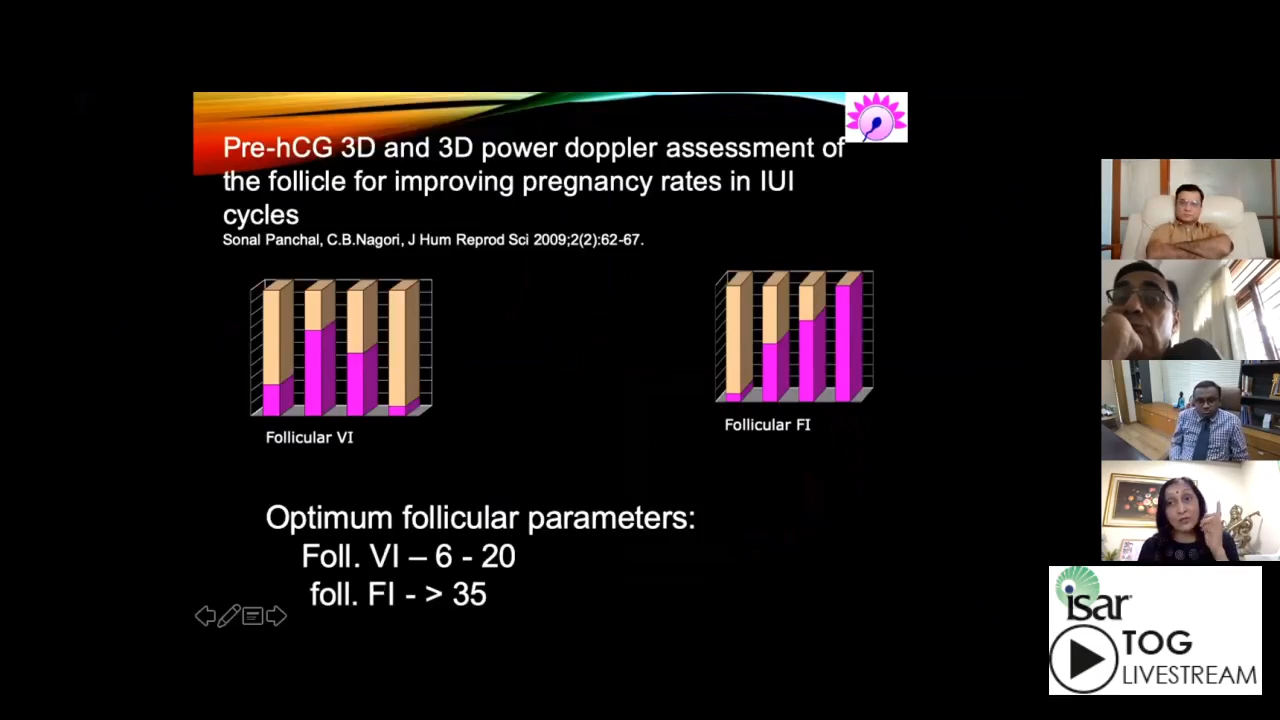 Pre-hCG 3D and 3D power doppler assessment of
the follicle for improving pregnancy rates in IUI
cycles
Sonal Panchal, C.B.Nagori, J Hum Reprod Sci 2009;2(2):62-67.
Follicular VI
Follicular FI
Optimum follicular parameters:
Foll. VI – 6 - 20
foll. FI - > 35
isar
TOG
LIVESTREAM